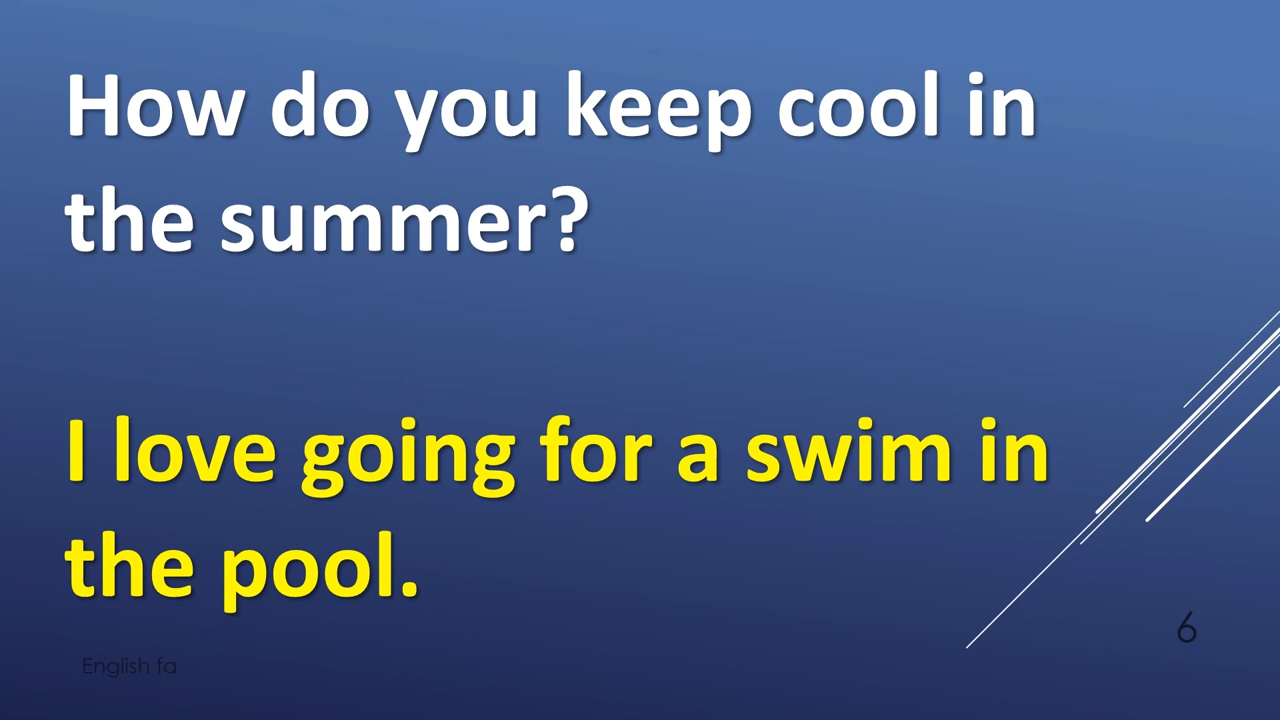 How do you keep cool in
the summer?
I love going for a swim in
the pool.
6
English fa